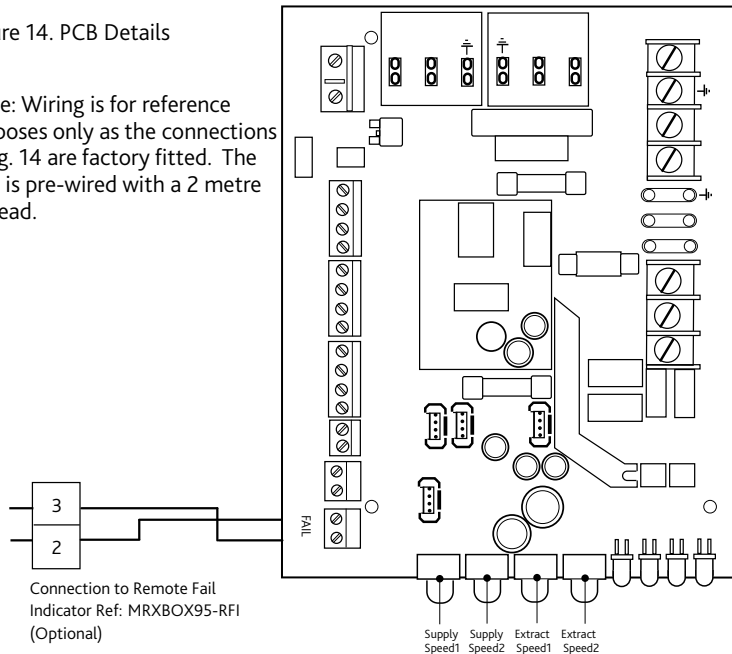 ure 14. PCB Details
e: Wiring is for reference
poses only as the connections
g. 14 are factory fitted. The
is pre-wired with a 2 metre
ead.
3
2
FAIL
Connection to Remote Fail
Indicator Ref: MRXBOX95-RFI
(Optional)
Supply Speed1
Supply Speed2
Extract Speed1
Extract Speed2